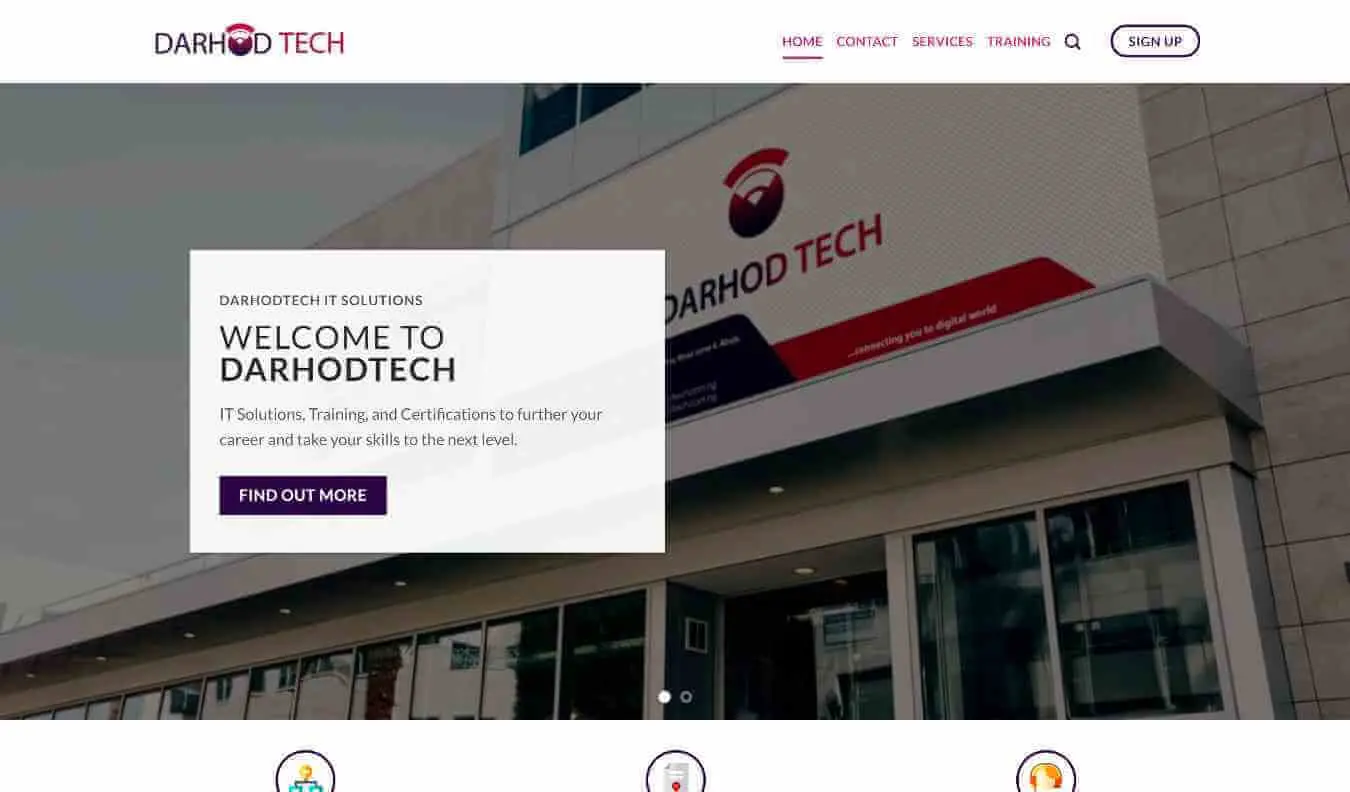 DARHOD TECH
HOME CONTACT SERVICES TRAINING SIGN UP
DARHOD TECH
...connecting you to digital world
DARHODTECH IT SOLUTIONS
WELCOME TO
DARHODTECH
IT Solutions, Training, and Certifications to further your
career and take your skills to the next level.
FIND OUT MORE